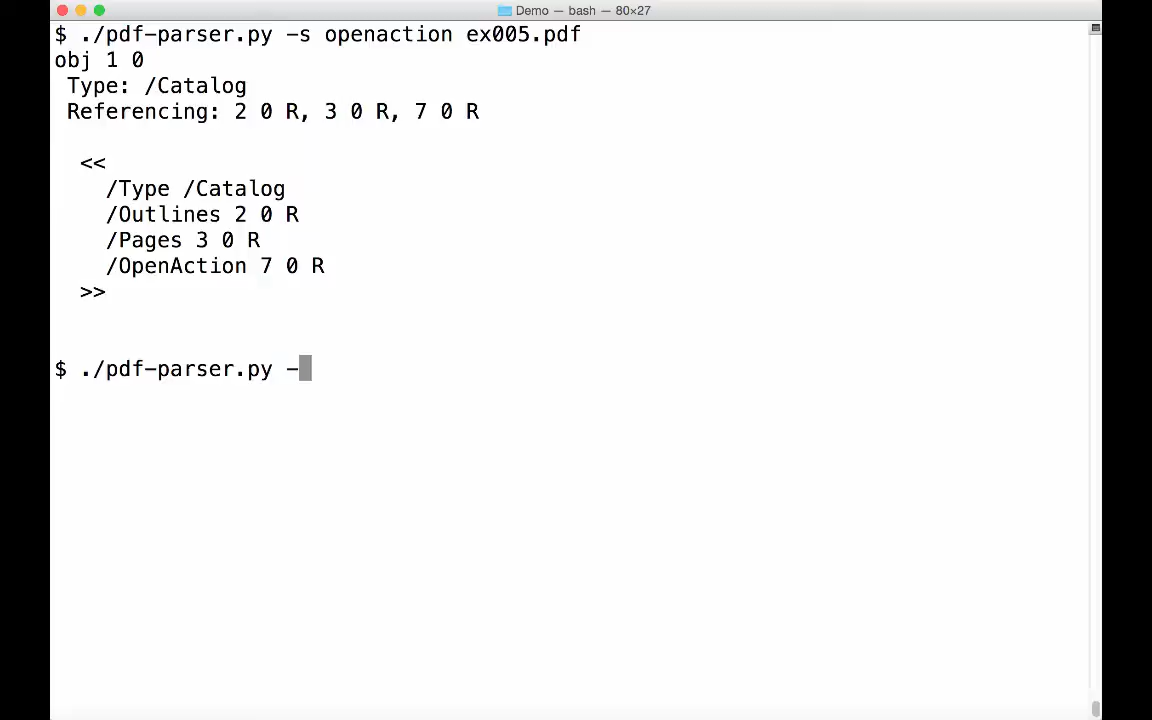 Demo — bash — 80×27
$ ./pdf-parser.py -s openaction ex005.pdf
obj 1 0
Type: /Catalog
Referencing: 2 0 R, 3 0 R, 7 0 R
<<
/Type /Catalog
/Outlines 2 0 R
/Pages 3 0 R
/OpenAction 7 0 R
>>
$ ./pdf-parser.py -